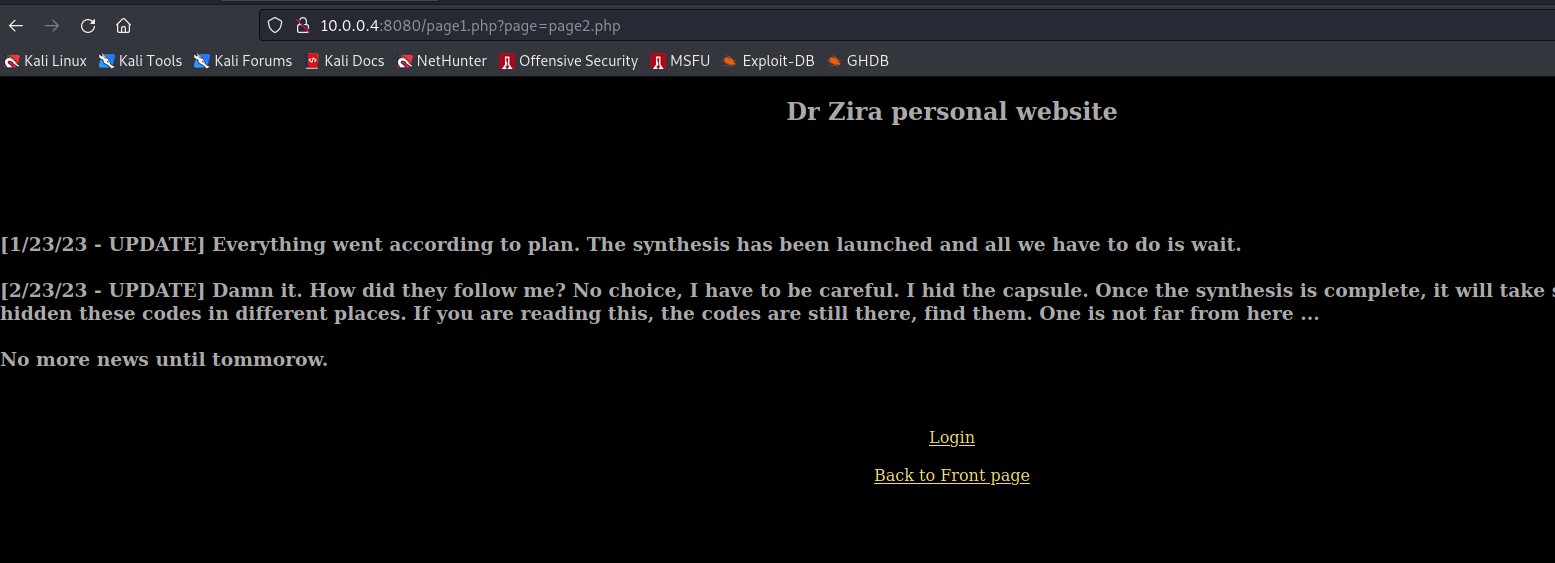 10.0.0.4:8080/page1.php?page=page2.php
Kali Linux Kali Tools Kali Forums Kali Docs NetHunter Offensive Security MSFU Exploit-DB GHDB
Dr Zira personal website
[1/23/23 - UPDATE] Everything went according to plan. The synthesis has been launched and all we have to do is wait.
[2/23/23 - UPDATE] Damn it. How did they follow me? No choice, I have to be careful. I hid the capsule. Once the synthesis is complete, it will take
hidden these codes in different places. If you are reading this, the codes are still there, find them. One is not far from here ...
No more news until tommorow.
Login
Back to Front page